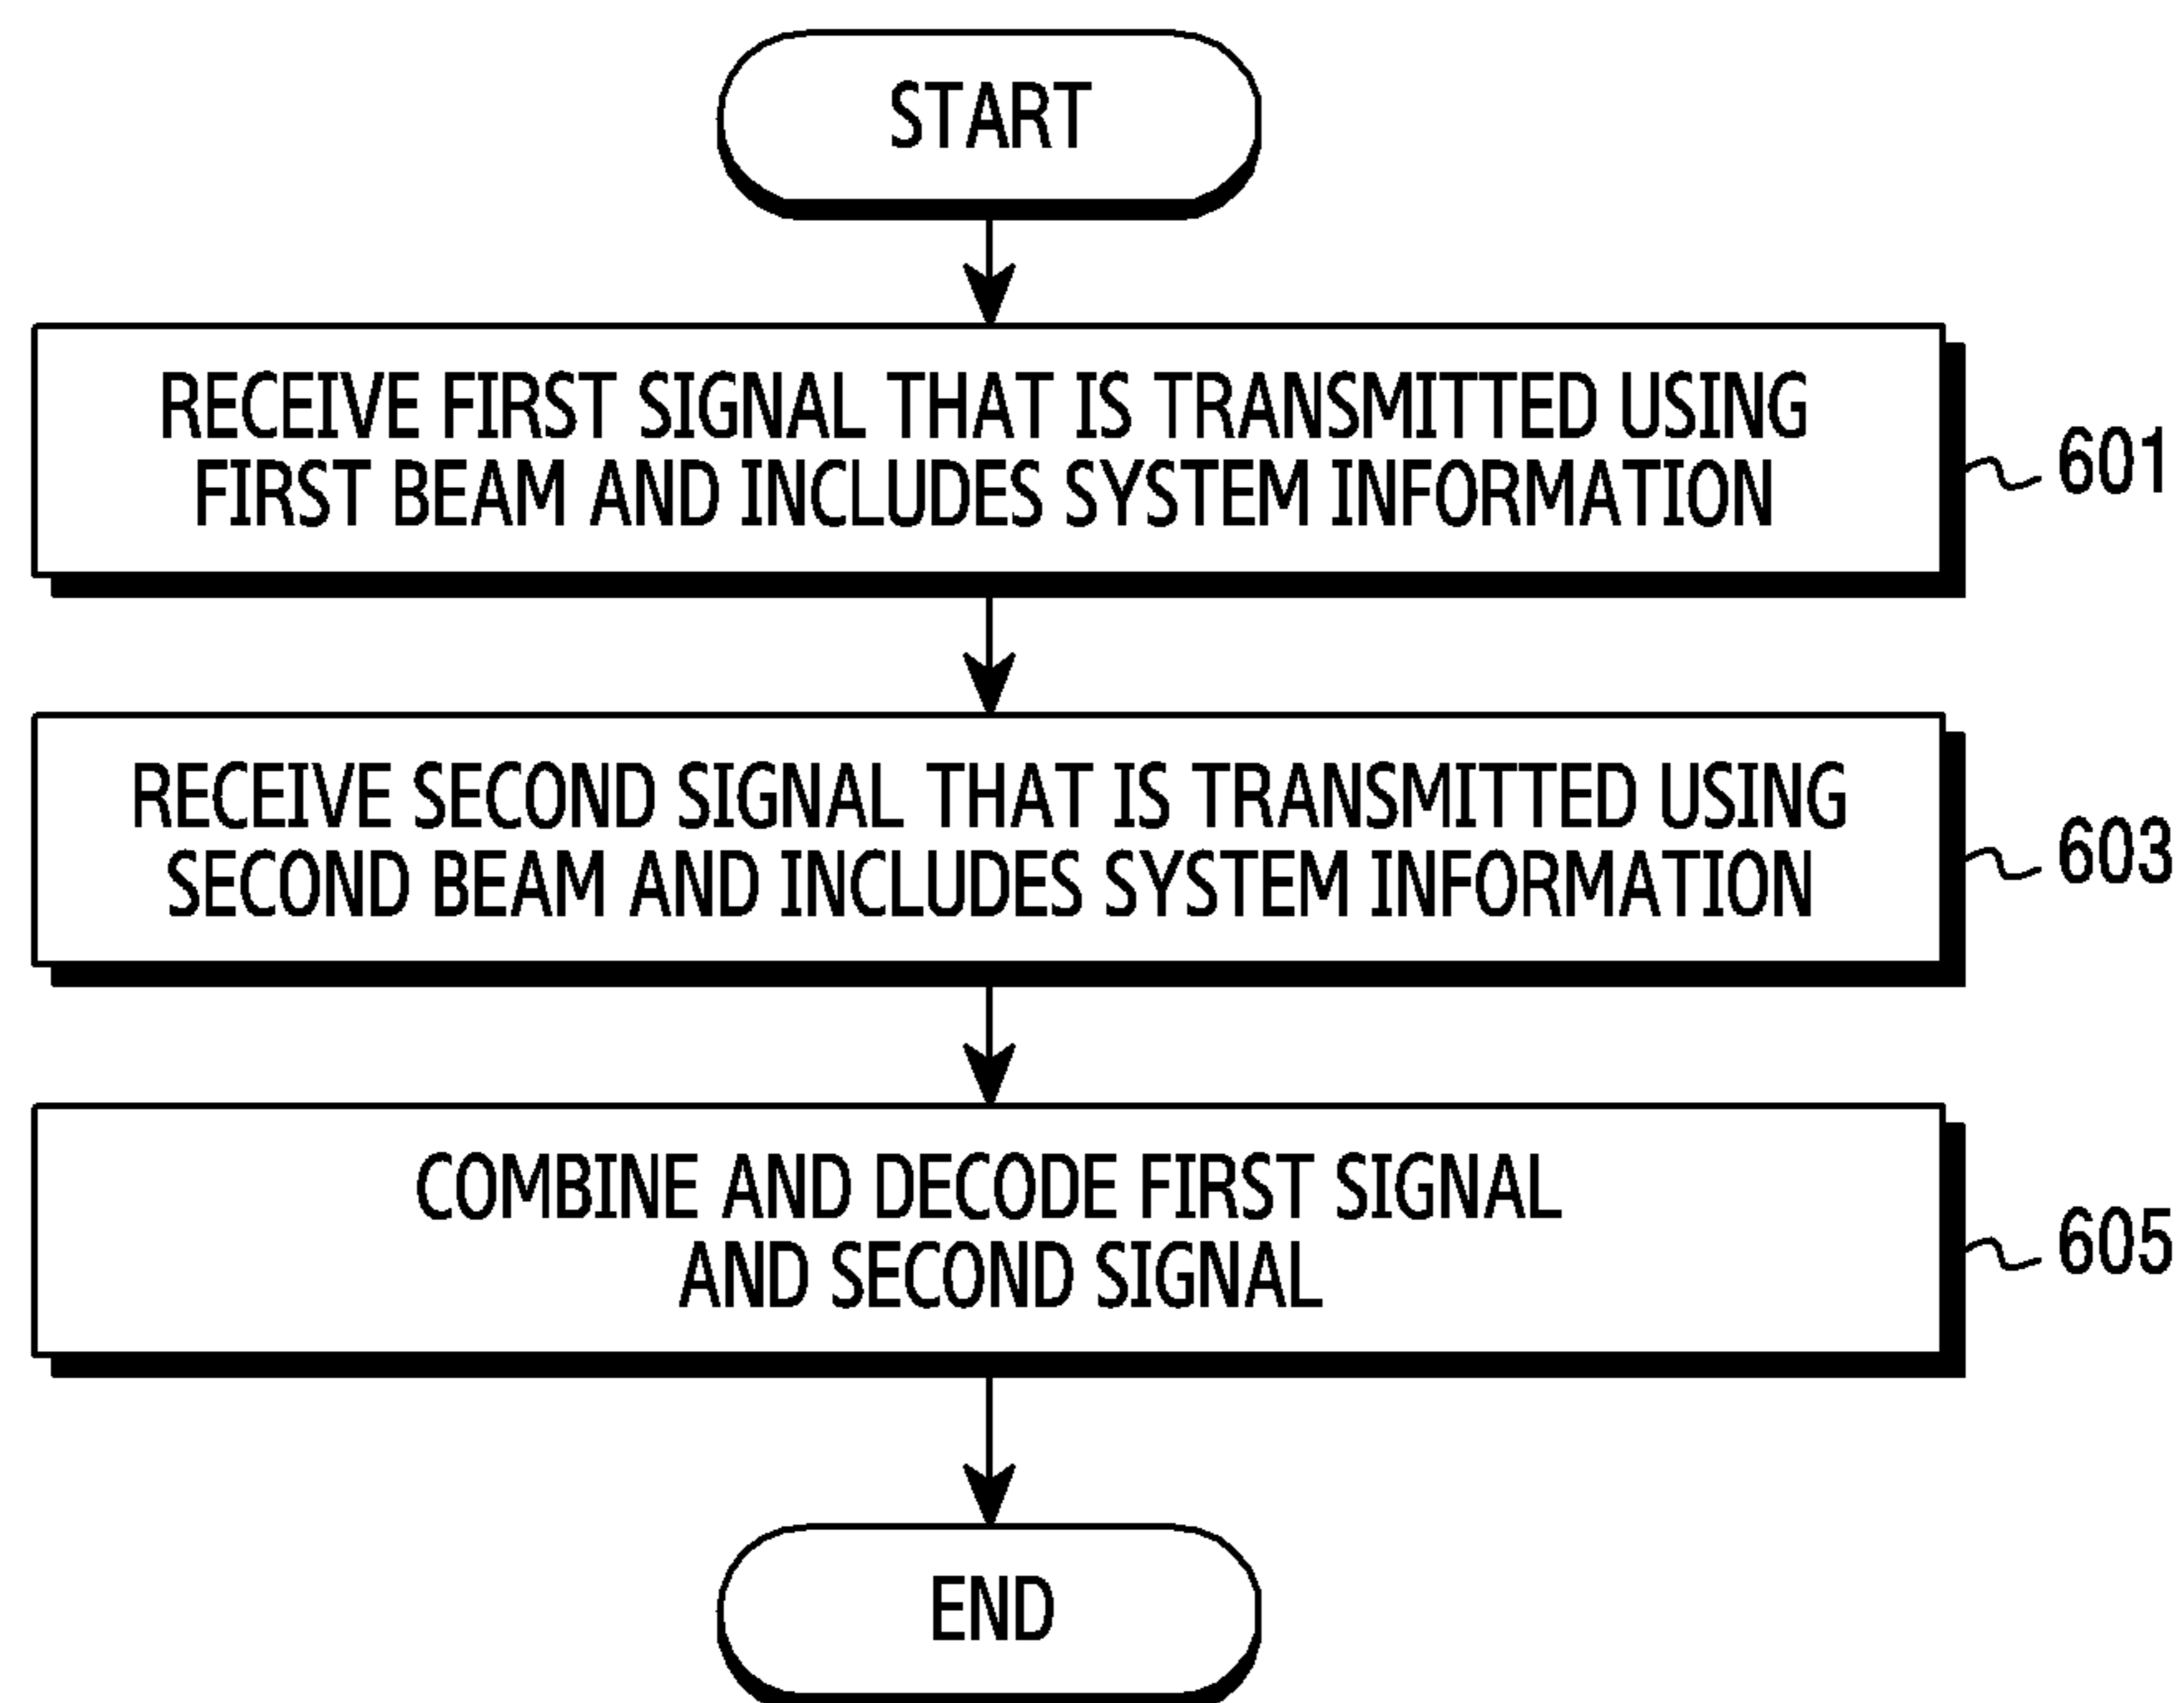 START
RECEIVE FIRST SIGNAL THAT IS TRANSMITTED USING
FIRST BEAM AND INCLUDES SYSTEM INFORMATION
601
RECEIVE SECOND SIGNAL THAT IS TRANSMITTED USING
SECOND BEAM AND INCLUDES SYSTEM INFORMATION
603
COMBINE AND DECODE FIRST SIGNAL
AND SECOND SIGNAL
605
END